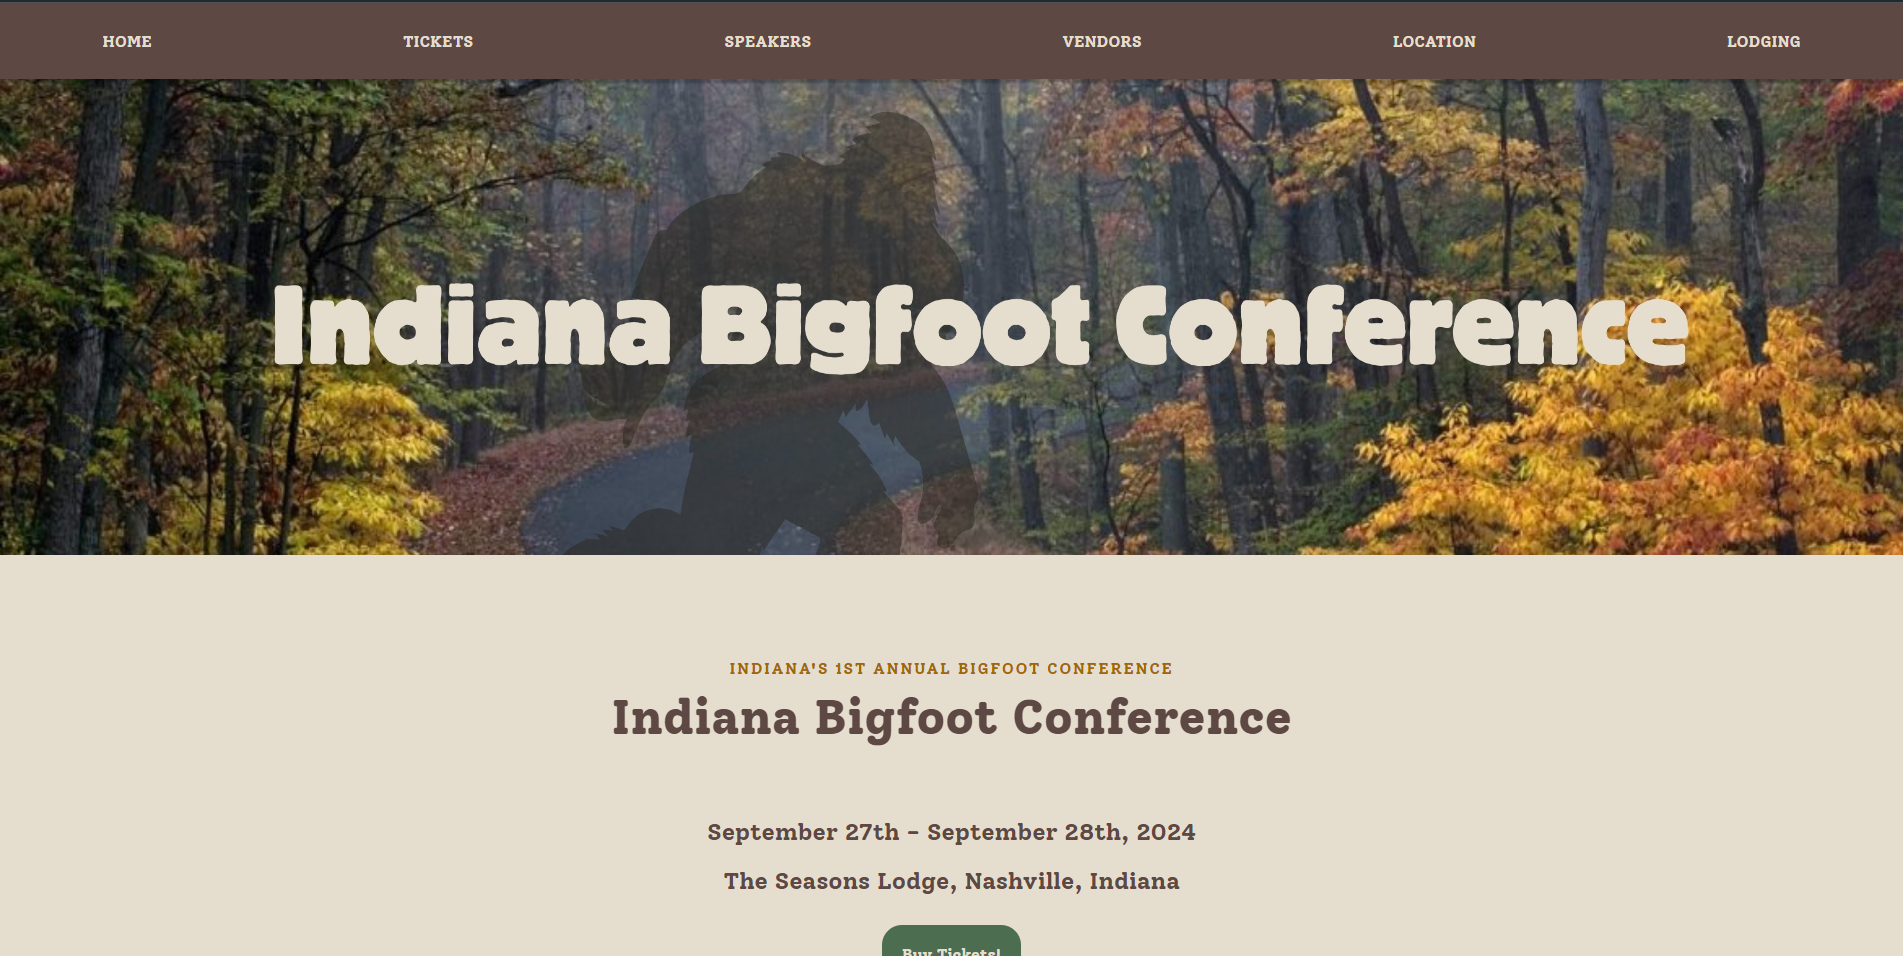 HOME TICKETS SPEAKERS VENDORS LOCATION LODGING
Indiana Bigfoot Conference
INDIANA'S 1ST ANNUAL BIGFOOT CONFERENCE
Indiana Bigfoot Conference
September 27th – September 28th, 2024
The Seasons Lodge, Nashville, Indiana
Buy Tickets!